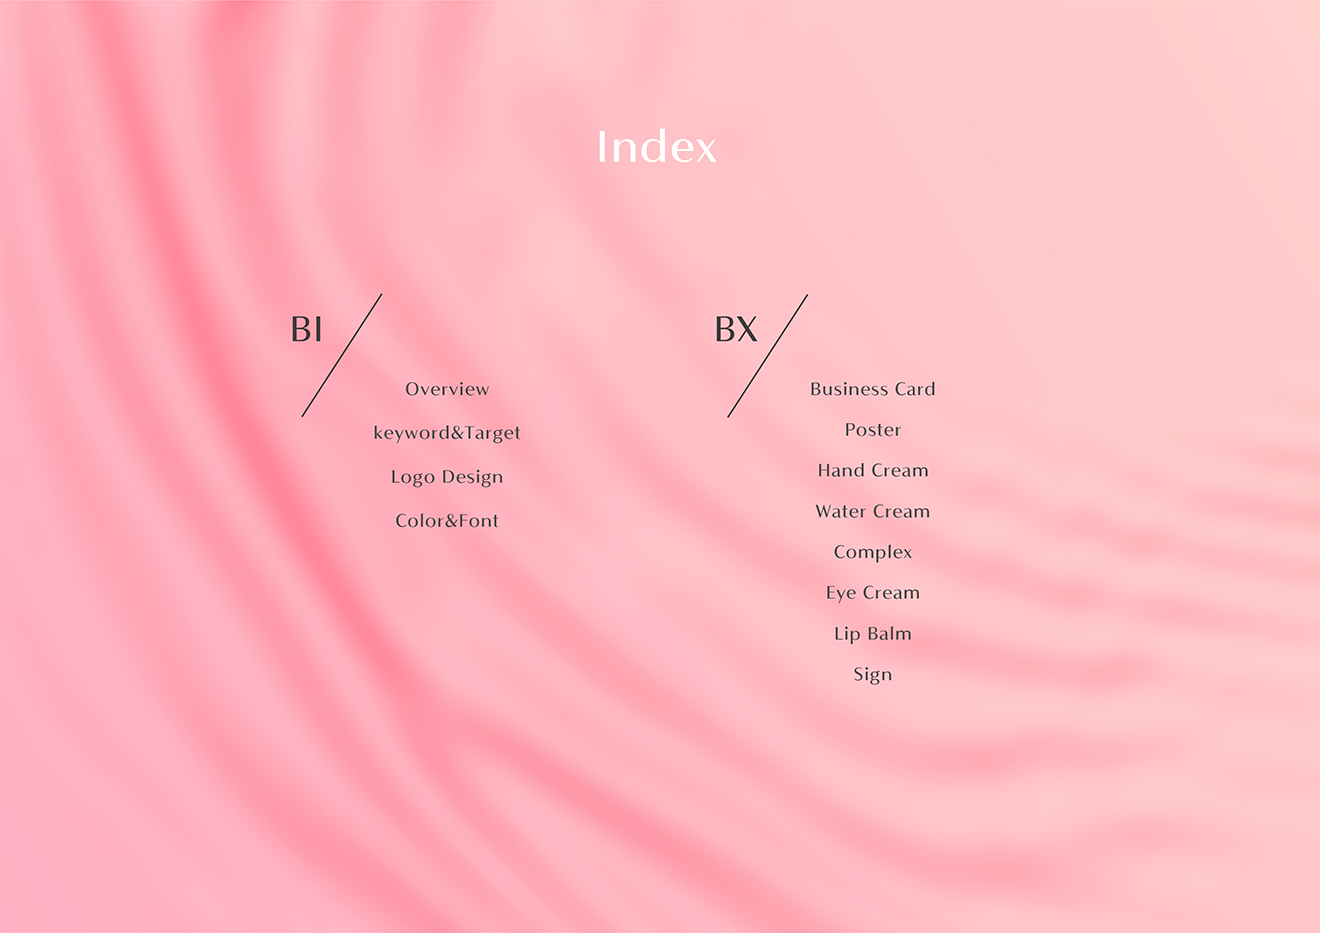 Index
BI
Overview
keyword&Target
Logo Design
Color&Font
BX
Business Card
Poster
Hand Cream
Water Cream
Complex
Eye Cream
Lip Balm
Sign